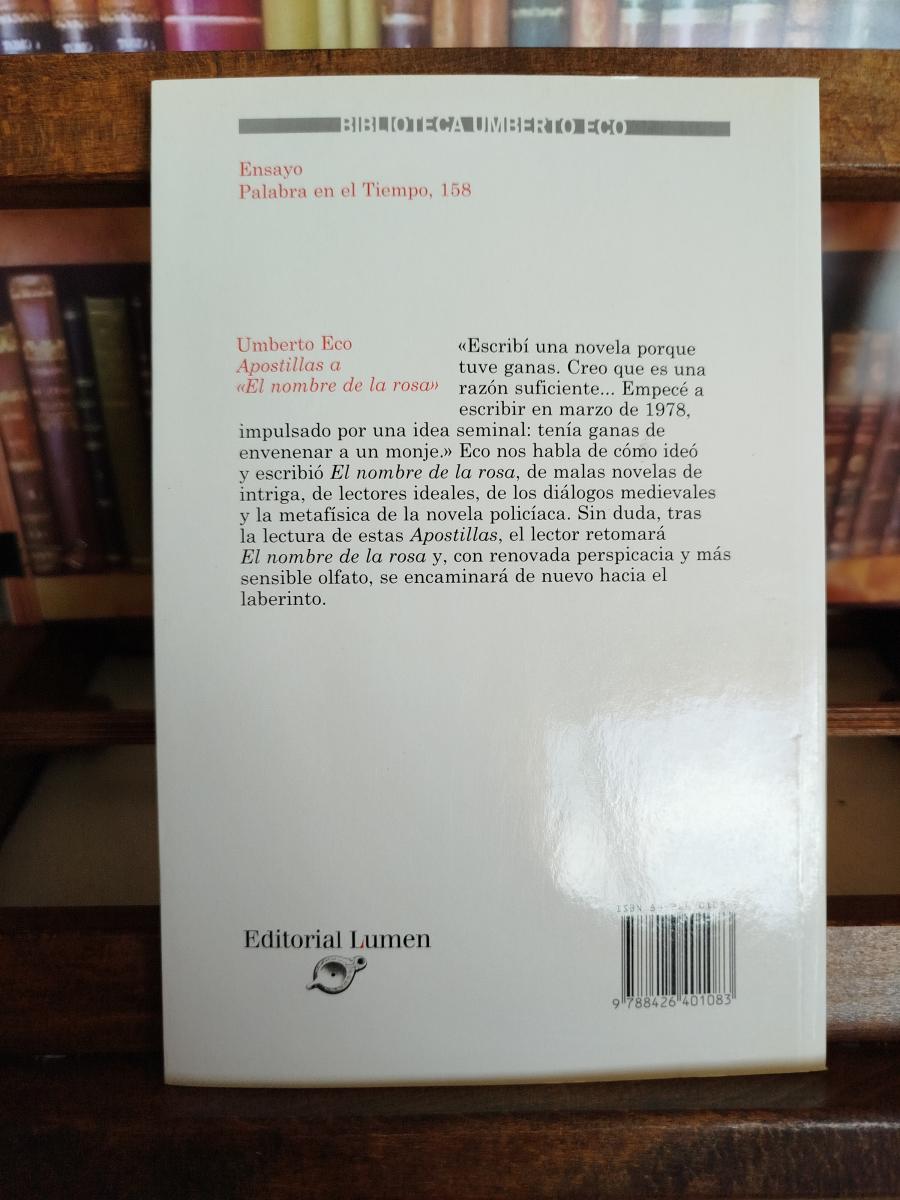 BIBLIOTECA UMBERTO ECO
Ensayo
Palabra en el Tiempo, 158
Umberto Eco
Apostillas a
«El nombre de la rosa»
«Escribí una novela porque
tuve ganas. Creo que es una
razón suficiente... Empecé a
escribir en marzo de 1978,
impulsado por una idea seminal: tenía ganas de
envenenar a un monje.» Eco nos habla de cómo ideó
y escribió El nombre de la rosa, de malas novelas de
intriga, de lectores ideales, de los diálogos medievales
y la metafísica de la novela policíaca. Sin duda, tras
la lectura de estas Apostillas, el lector retomará
El nombre de la rosa y, con renovada perspicacia y más
sensible olfato, se encaminará de nuevo hacia el
laberinto.
Editorial Lumen
ISBN
9 788426 401083